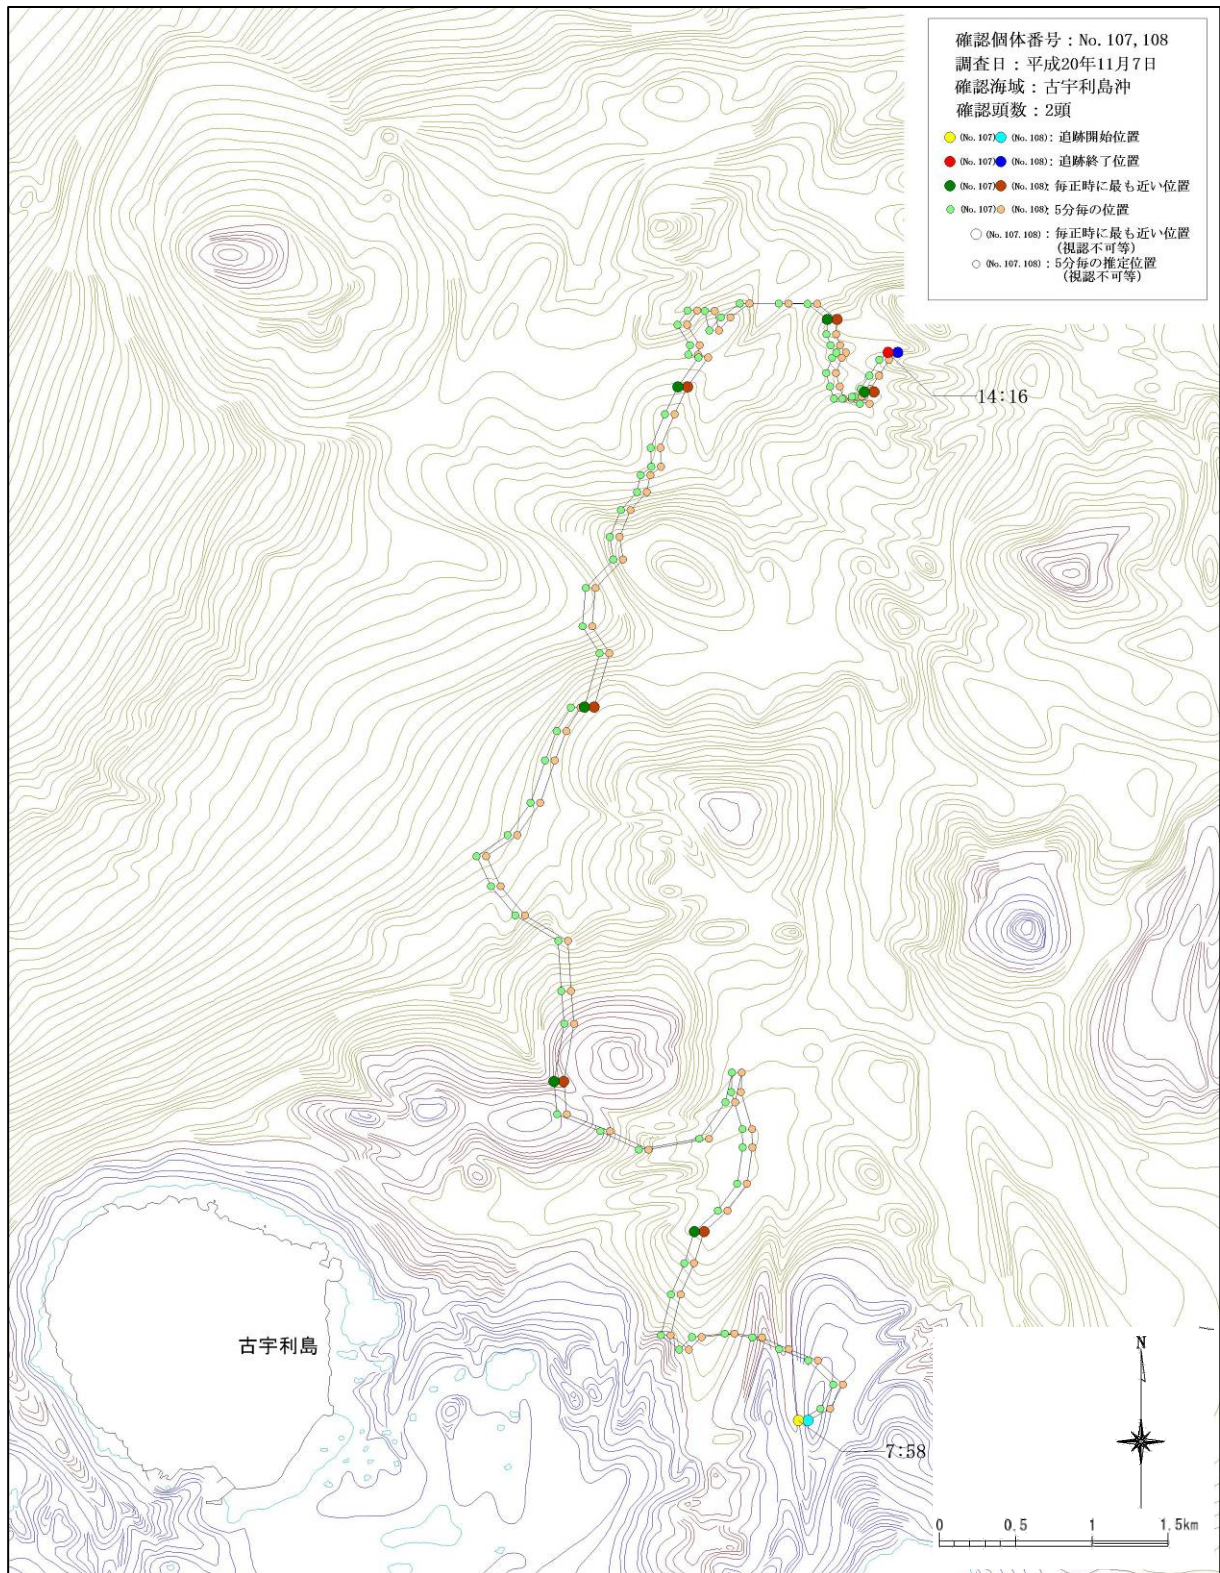 確認個体番号：No.107,108
調査日：平成20年11月7日
確認海域：古宇利島沖
確認頭数：2頭
(No.107) (No.108)：追跡開始位置
(No.107) (No.108)：追跡終了位置
(No.107) (No.108)：毎正時に最も近い位置
(No.107) (No.108)：5分毎の位置
(No.107.108)：毎正時に最も近い位置
(視認不可等)
(No.107.108)：5分毎の推定位置
(視認不可等)
14:16
古宇利島
N
7:58
0 0.5 1 1.5km